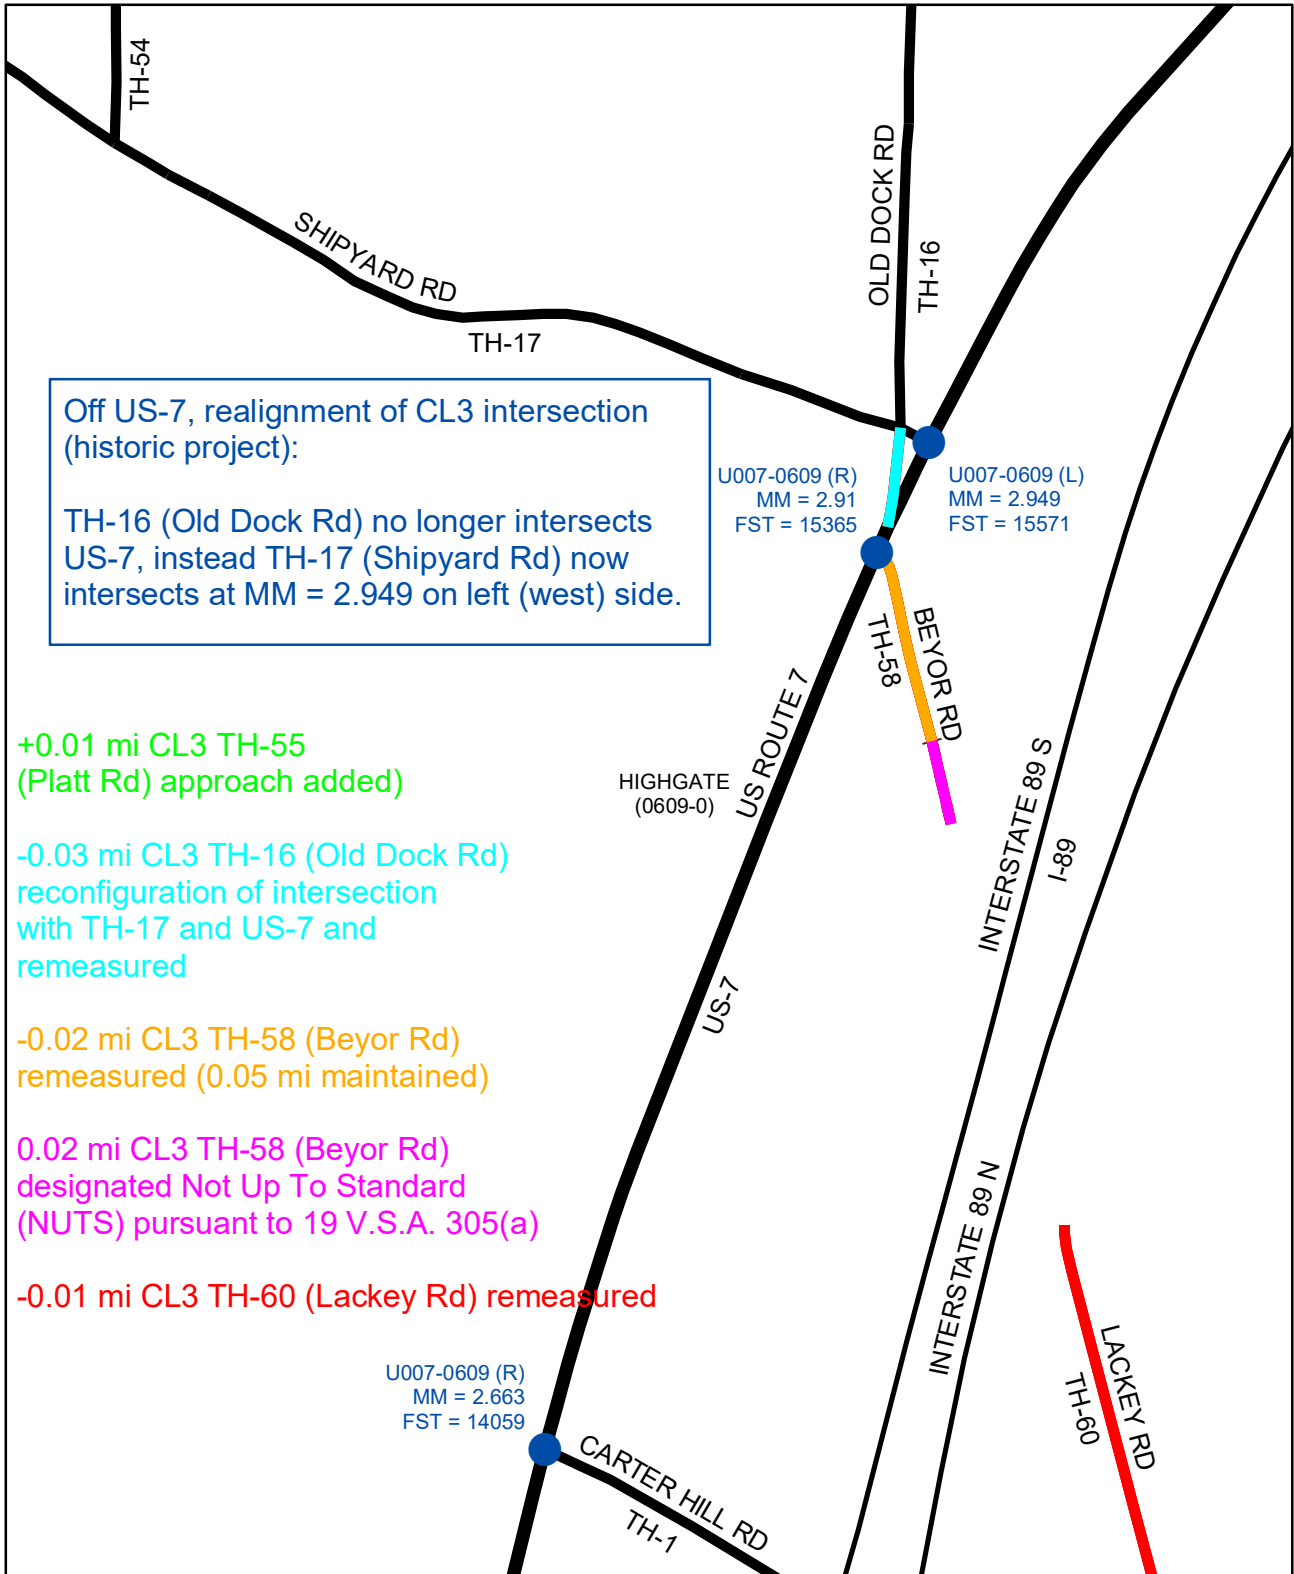 TH-54
SHIPYARD RD
TH-17
OLD DOCK RD
TH-16
Off US-7, realignment of CL3 intersection
(historic project):
TH-16 (Old Dock Rd) no longer intersects
US-7, instead TH-17 (Shipyard Rd) now
intersects at MM = 2.949 on left (west) side.
U007-0609 (R)
MM = 2.91
FST = 15365
U007-0609 (L)
MM = 2.949
FST = 15571
BEYOR RD
TH-58
US ROUTE 7
HIGHGATE
(0609-0)
+0.01 mi CL3 TH-55
(Platt Rd) approach added)
-0.03 mi CL3 TH-16 (Old Dock Rd)
reconfiguration of intersection
with TH-17 and US-7 and
remeasured
-0.02 mi CL3 TH-58 (Beyor Rd)
remeasured (0.05 mi maintained)
0.02 mi CL3 TH-58 (Beyor Rd)
designated Not Up To Standard
(NUTS) pursuant to 19 V.S.A. 305(a)
-0.01 mi CL3 TH-60 (Lackey Rd) remeasured
US-7
INTERSTATE 89 S
I-89
INTERSTATE 89 N
LACKEY RD
TH-60
U007-0609 (R)
MM = 2.663
FST = 14059
CARTER HILL RD
TH-1